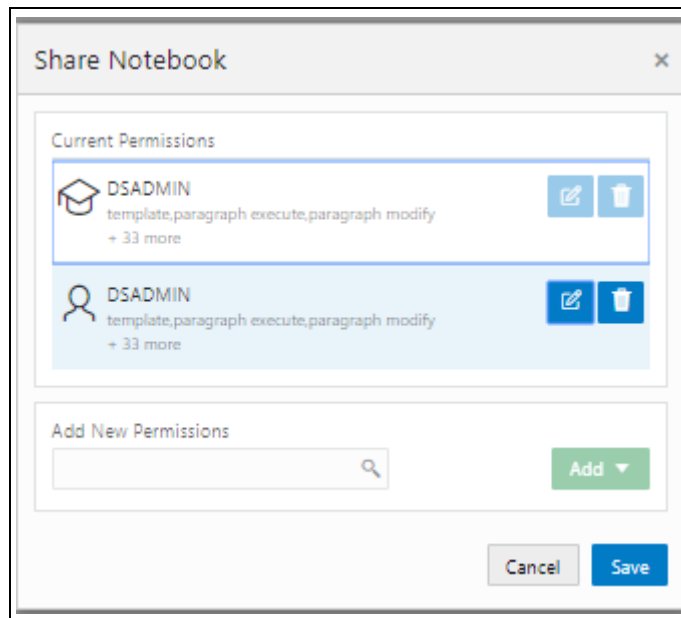 Share Notebook
Current Permissions
DSADMIN
template,paragraph execute,paragraph modify
+ 33 more
DSADMIN
template,paragraph execute,paragraph modify
+ 33 more
Add New Permissions
Add
Cancel
Save